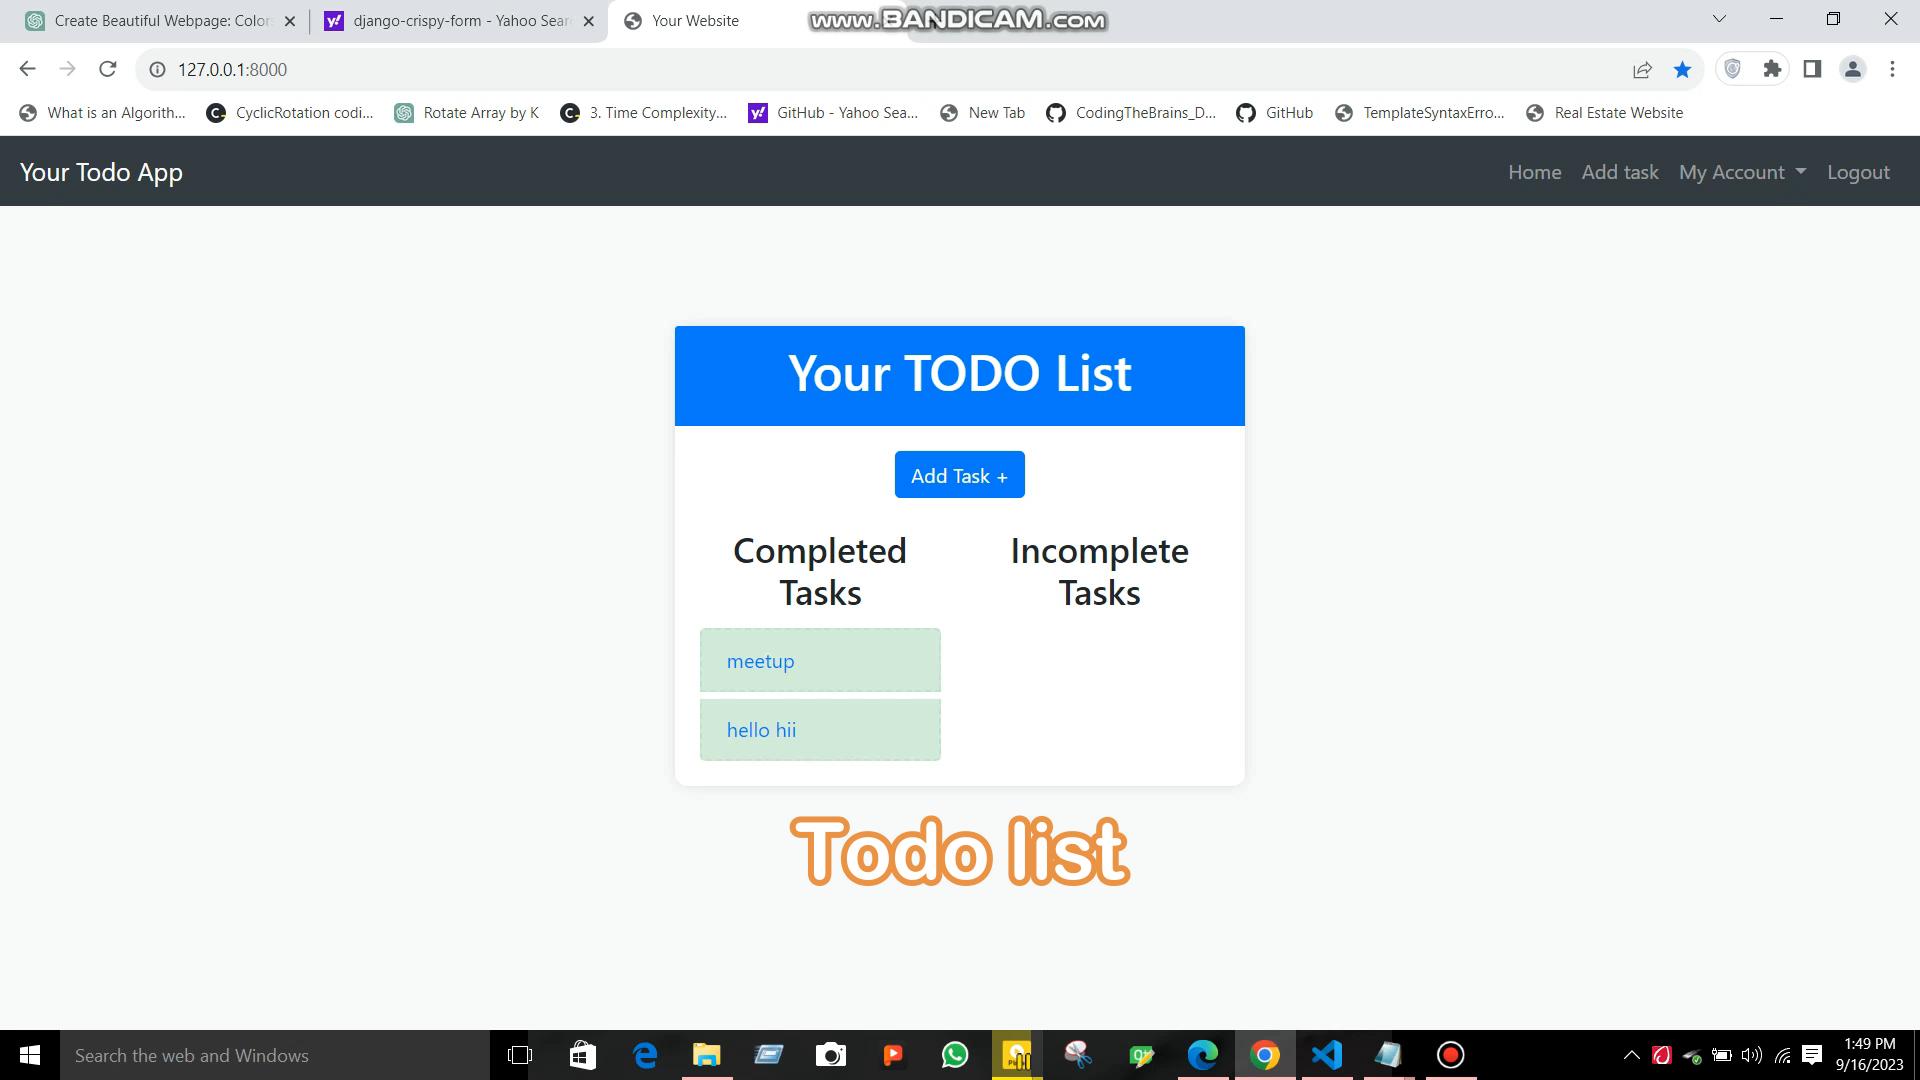 Create Beautiful Webpage: Color
django-crispy-form - Yahoo Sear
Your Website
www.BANDICAM.com
127.0.0.1:8000
What is an Algorith...
CyclicRotation codi...
Rotate Array by K
3. Time Complexity...
GitHub - Yahoo Sea...
New Tab
CodingTheBrains_D...
GitHub
TemplateSyntaxErro...
Real Estate Website
Your Todo App
Home
Add task
My Account
Logout
Your TODO List
Add Task +
Completed
Tasks
Incomplete
Tasks
meetup
hello hii
Todo list
Search the web and Windows
1:49 PM
9/16/2023